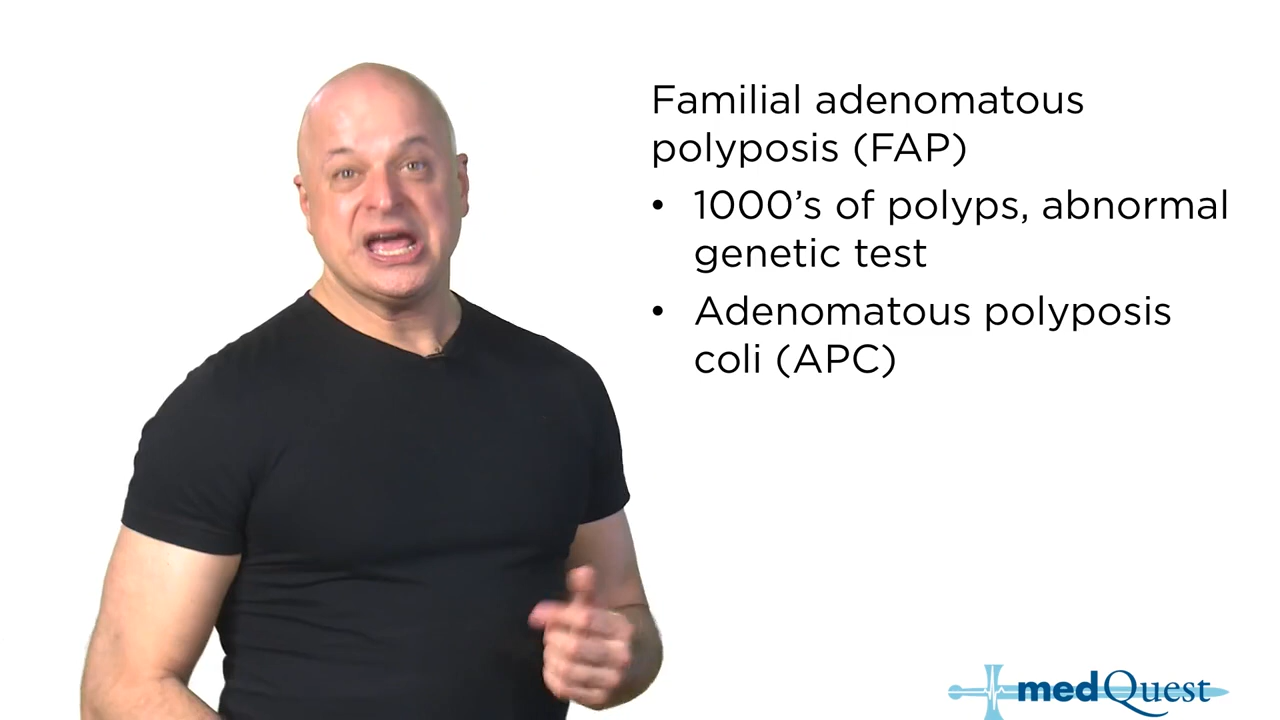 Familial adenomatous
polyposis (FAP)
• 1000's of polyps, abnormal
genetic test
• Adenomatous polyposis
coli (APC)
medQuest